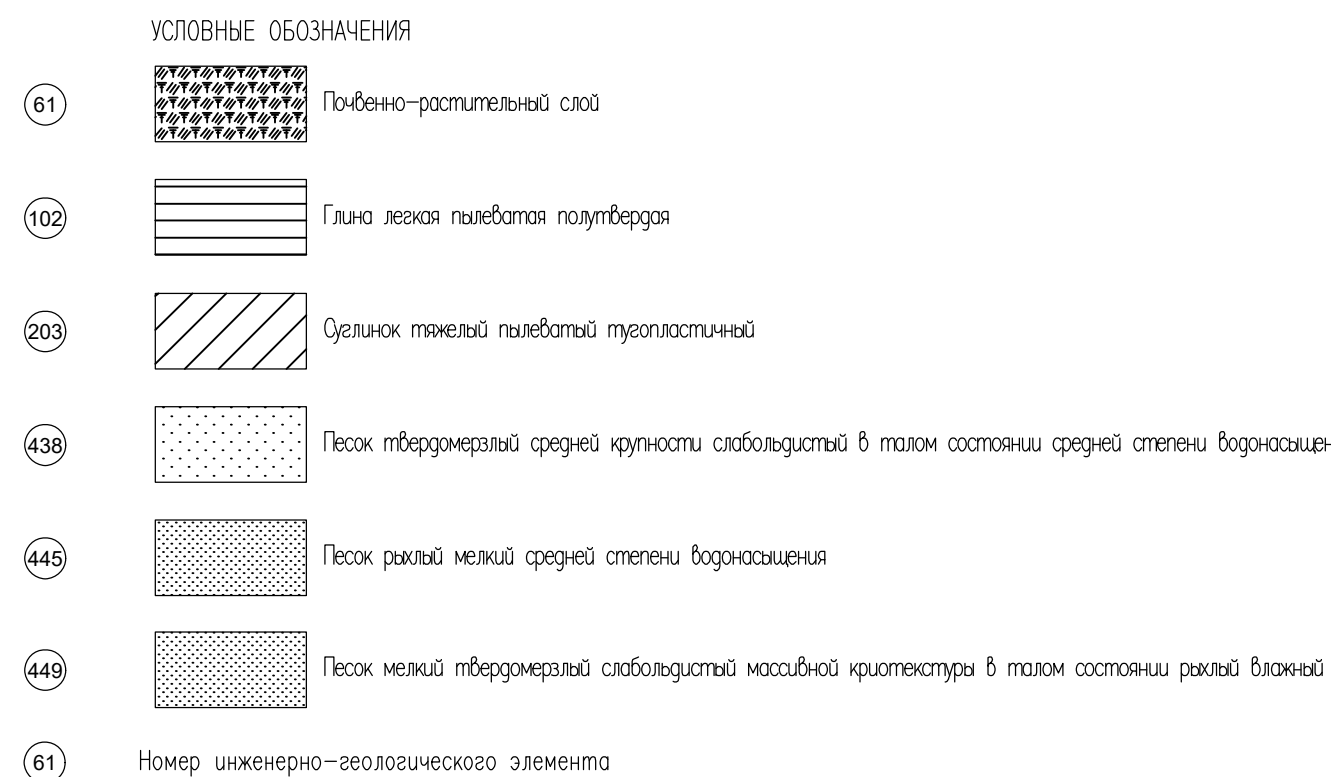 УСЛОВНЫЕ ОБОЗНАЧЕНИЯ
61 Почвенно-растительный слой
102 Глина легкая пылеватая полутвердая
203 Суглинок тяжелый пылеватый тугопластичный
438 Песок твердомерзлый средней крупности слабольдистый в талом состоянии средней степени
445 Песок рыхлый мелкий средней степени водонасыщения
449 Песок мелкий твердомерзлый слабольдистый массивной криотекстуры в талом состоянии рыхлый влажный
61 Номер инженерно-геологического элемента